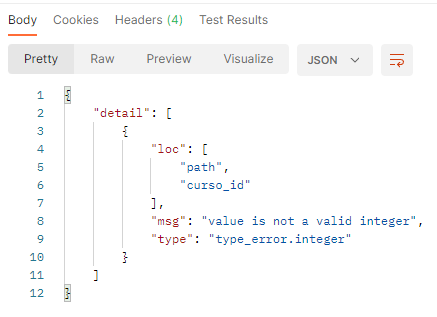 Body Cookies Headers (4) Test Results
Pretty Raw Preview Visualize JSON
1 {
2 "detail": [
3 {
4 "loc": [
5 "path",
6 "curso_id"
7 ],
8 "msg": "value is not a valid integer",
9 "type": "type_error.integer"
10 }
11 ]
12 }